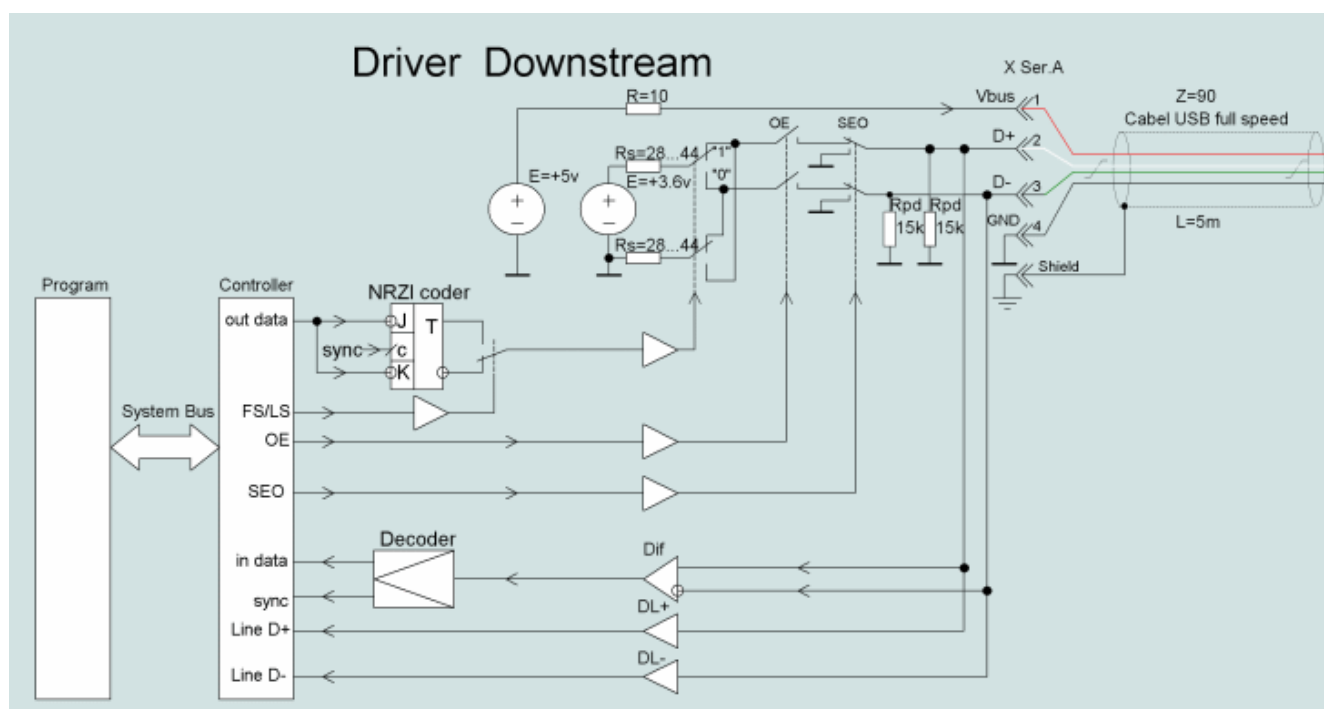 Driver Downstream
X Ser.A
R=10
Vbus
1
Z=90
Cabel USB full speed
OE
SEO
D+
2
Rs=28...44
"1"
E=+5v
E=+3.6v
"0"
D-
3
Rpd
15k
Rpd
15k
GND
4
L=5m
Rs=28...44
Shield
Program
Controller
NRZI coder
out data
J
T
sync
c
K
System Bus
FS/LS
OE
SEO
Decoder
Dif
in data
sync
DL+
Line D+
DL-
Line D-